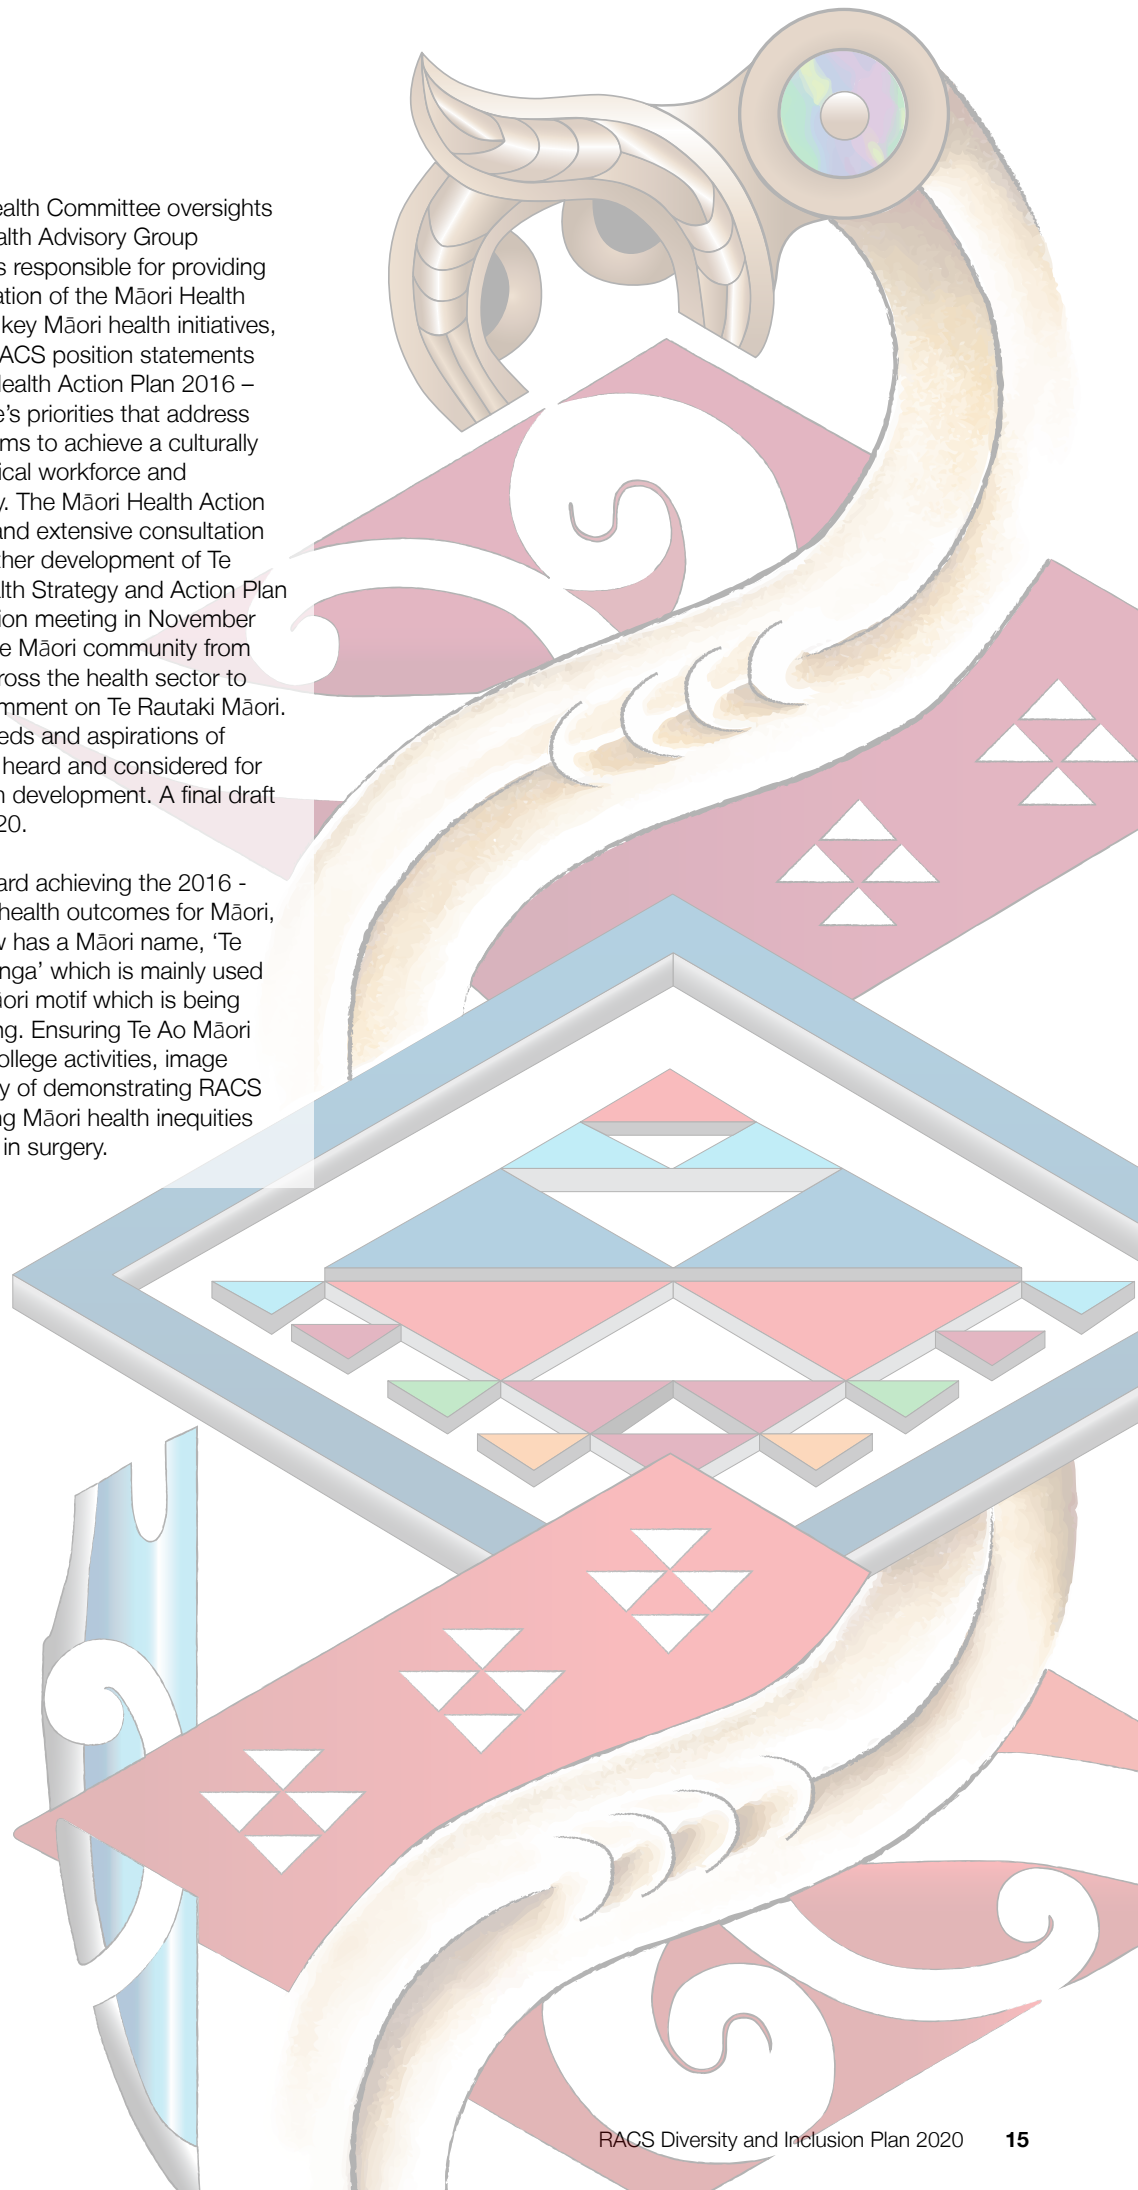 ealth Committee oversights
alth Advisory Group
s responsible for providing
ation of the Māori Health
key Māori health initiatives,
ACS position statements
Health Action Plan 2016 –
e’s priorities that address
ms to achieve a culturally
ical workforce and
y. The Māori Health Action
and extensive consultation
ther development of Te
alth Strategy and Action Plan
ion meeting in November
e Māori community from
ross the health sector to
mment on Te Rautaki Māori.
eds and aspirations of
heard and considered for
n development. A final draft
20.
ard achieving the 2016 -
health outcomes for Māori,
w has a Māori name, ‘Te
nga’ which is mainly used
āori motif which is being
ng. Ensuring Te Ao Māori
ollege activities, image
y of demonstrating RACS
ng Māori health inequities
in surgery.
RACS Diversity and Inclusion Plan 2020 15